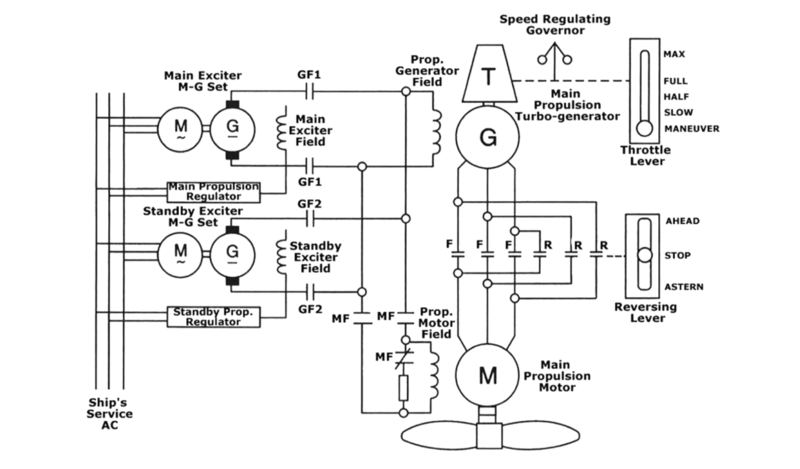 Speed Regulating
Governor
Main Exciter
M-G Set
GF1
Prop.
Generator
Field
T
MAX
FULL
HALF
SLOW
MANEUVER
Main
Propulsion
Turbo-generator
Throttle
Lever
M
~
G
Main
Exciter
Field
G
GF1
Main Propulsion
Regulator
GF2
Standby Exciter
M-G Set
M
~
G
Standby
Exciter
Field
F
F
F
R
R
R
AHEAD
STOP
ASTERN
Reversing
Lever
GF2
Standby Prop.
Regulator
MF
MF
Prop.
Motor
Field
MF
M
Main
Propulsion
Motor
Ship's
Service
AC